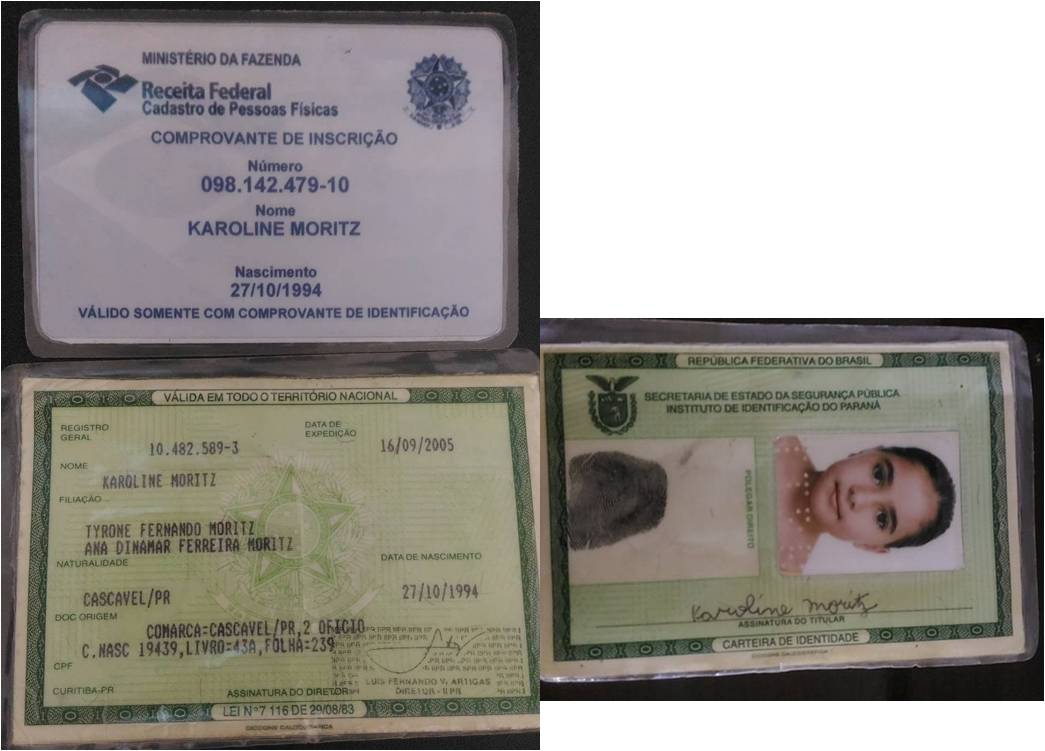 MINISTÉRIO DA FAZENDA
Receita Federal
Cadastro de Pessoas Físicas
COMPROVANTE DE INSCRIÇÃO
Número
098.142.479-10
Nome
KAROLINE MORITZ
Nascimento
27/10/1994
VÁLIDO SOMENTE COM COMPROVANTE DE IDENTIFICAÇÃO
VÁLIDA EM TODO O TERRITÓRIO NACIONAL
REGISTRO GERAL 10.482.589-3 DATA DE EXPEDIÇÃO 16/09/2005
NOME
KAROLINE MORITZ
FILIAÇÃO
TYRONE FERNANDO MORITZ
ANA DINAMAR FERREIRA MORITZ
NATURALIDADE DATA DE NASCIMENTO
CASCAVEL/PR 27/10/1994
DOC ORIGEM
COMARCA=CASCAVEL/PR,2 OFICIO
C.NASC 19439,LIVRO=43A,FOLHA=239
CPF
LUIS FERNANDO V. ARTIGAS
DIRETOR - IIPR
CURITIBA-PR ASSINATURA DO DIRETOR
LEI Nº 7 116 DE 29/08/83
REPÚBLICA FEDERATIVA DO BRASIL
SECRETARIA DE ESTADO DA SEGURANÇA PÚBLICA
INSTITUTO DE IDENTIFICAÇÃO DO PARANÁ
POLEGAR DIREITO
Karoline Moritz
ASSINATURA DO TITULAR
CARTEIRA DE IDENTIDADE